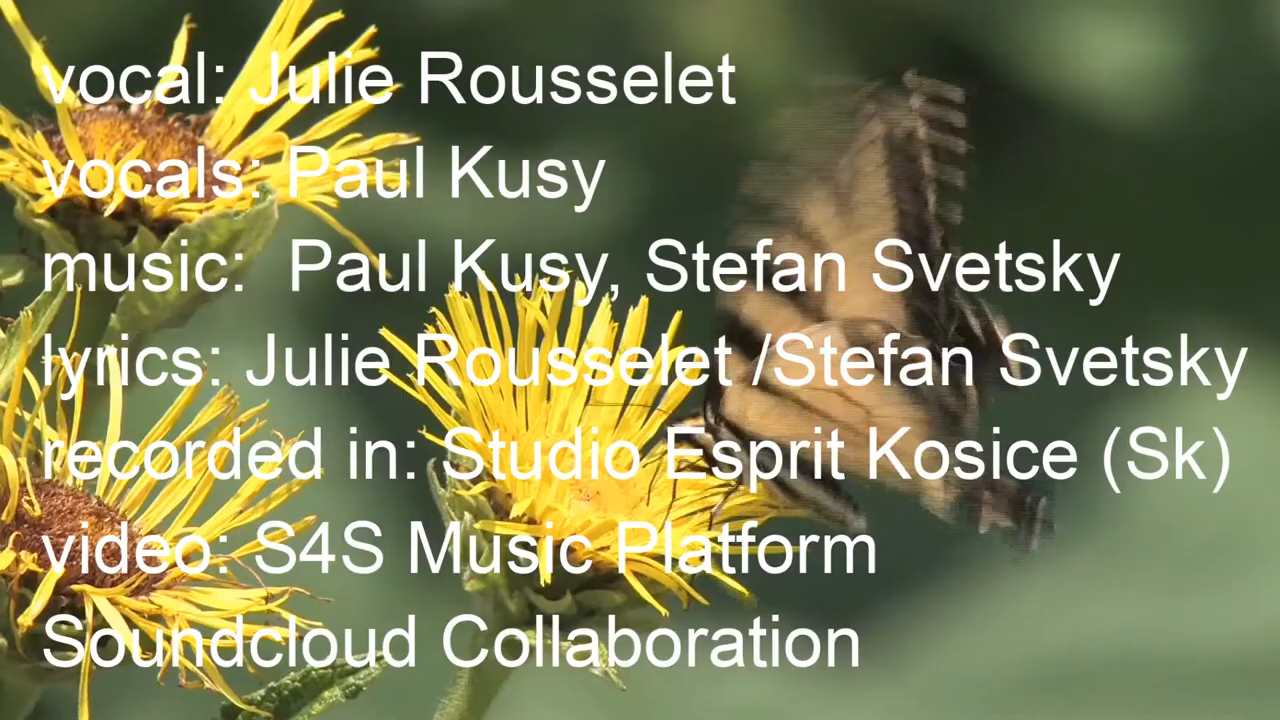 vocal: Julie Rousselet
vocals: Paul Kusy
music: Paul Kusy, Stefan Svetsky
lyrics: Julie Rousselet /Stefan Svetsky
recorded in: Studio Esprit Kosice (Sk)
video: S4S Music Platform
Soundcloud Collaboration